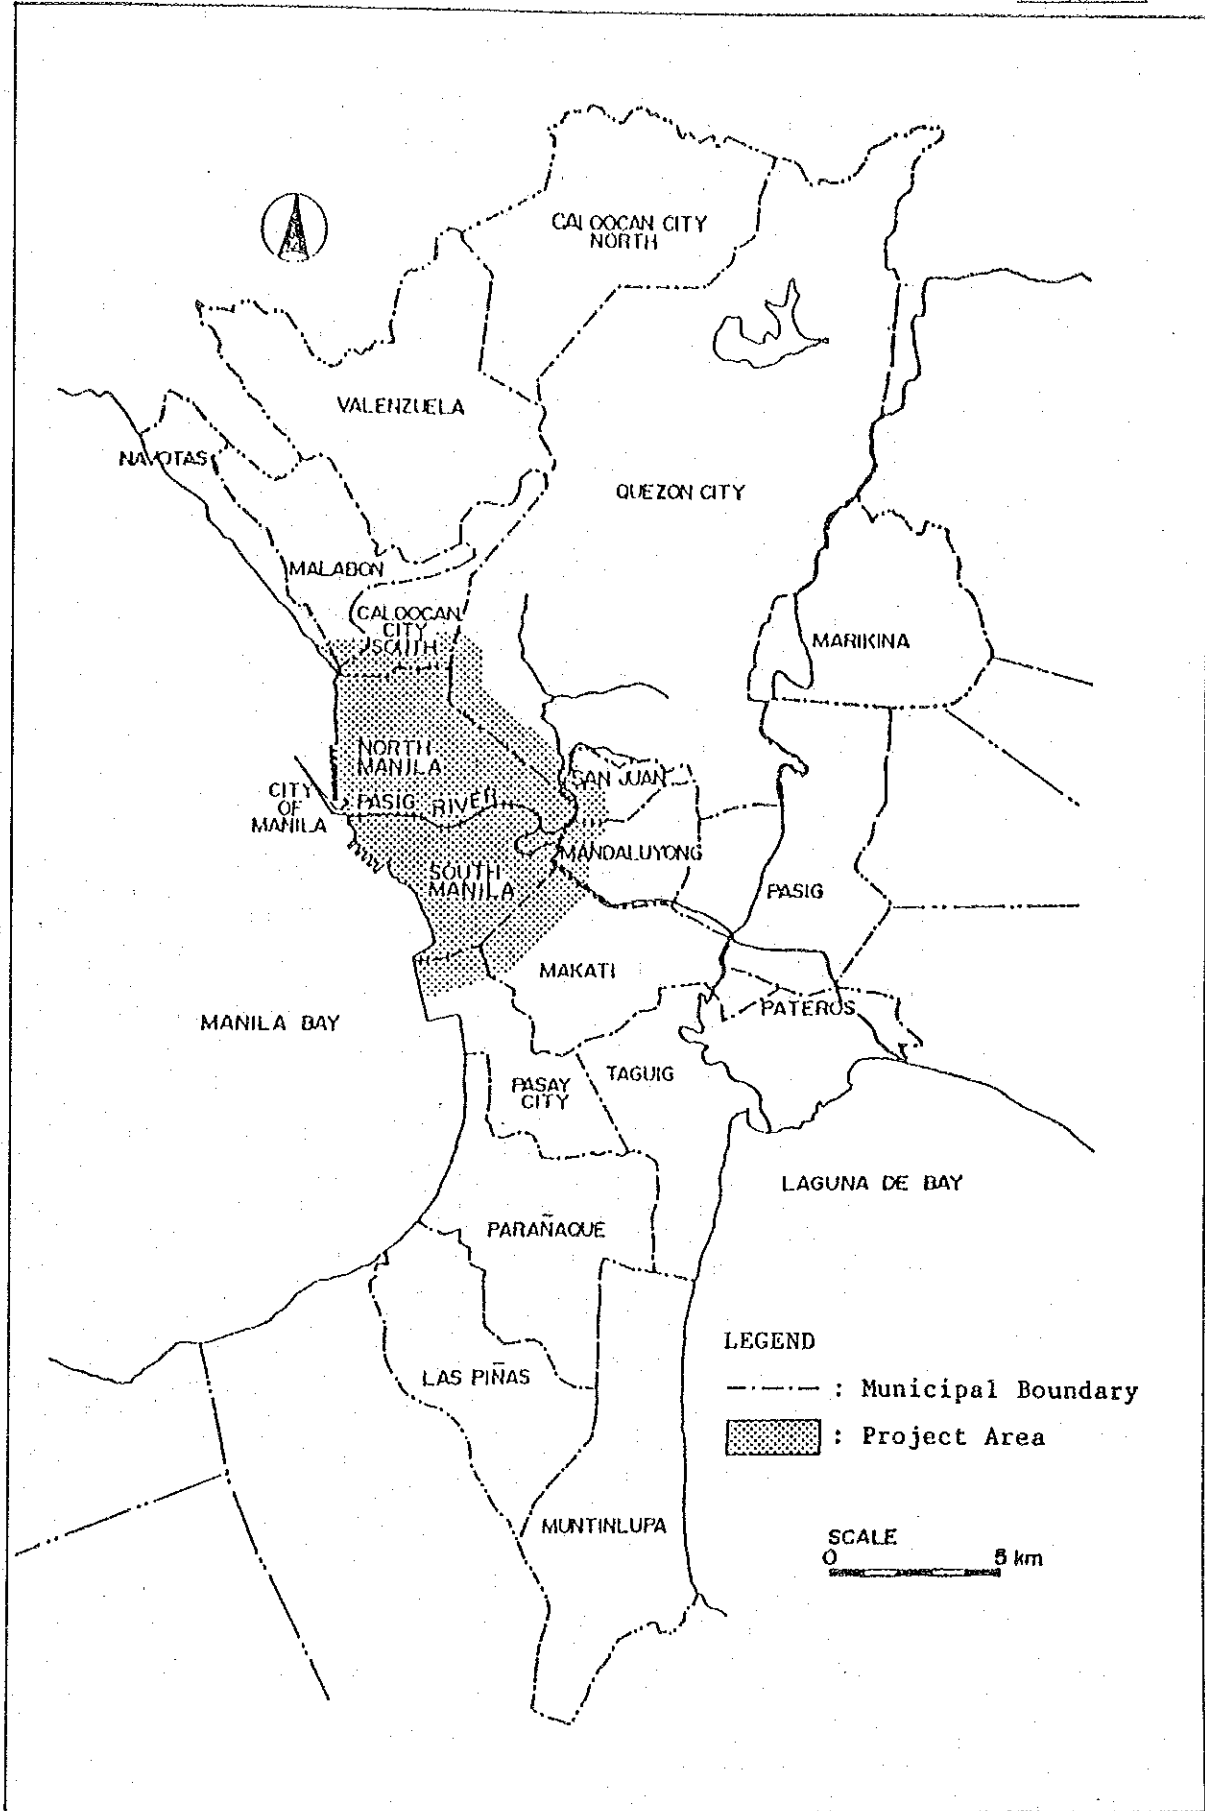 CALOOCAN CITY
NORTH
VALENZUELA
NAVOTAS
QUEZON CITY
MALABON
CALOOCAN
CITY
SOUTH
MARIKINA
NORTH
MANILA
SAN JUAN
CITY
OF
MANILA
PASIG RIVER
MANDALUYONG
SOUTH
MANILA
PASIG
MAKATI
PATEROS
MANILA BAY
TAGUIG
PASAY
CITY
LAGUNA DE BAY
PARAÑAQUE
LEGEND
LAS PIÑAS
: Municipal Boundary
: Project Area
MUNTINLUPA
SCALE
0 5 km